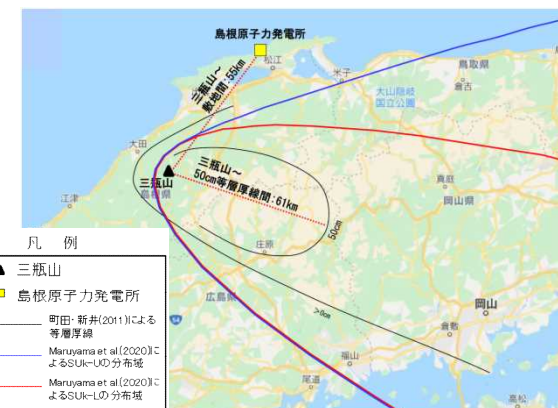 島根原子力発電所
松江
米子
鳥取県
倉吉
大山隠岐
国立公園
三瓶山~
敷地間:55km
大田
三瓶山~
50cm等層厚線間:61km
三瓶山
島根県
江津
真庭
岡山県
50cm
庄原
広島県
>0cm
岡山
倉敷
福山
尾道
高松
54
凡 例
三瓶山
島根原子力発電所
町田・新井(2011)による
等層厚線
Maruyama et al.(2020)に
よるSUk-Uの分布域
Maruyama et al.(2020)に
よるSUk-Lの分布域